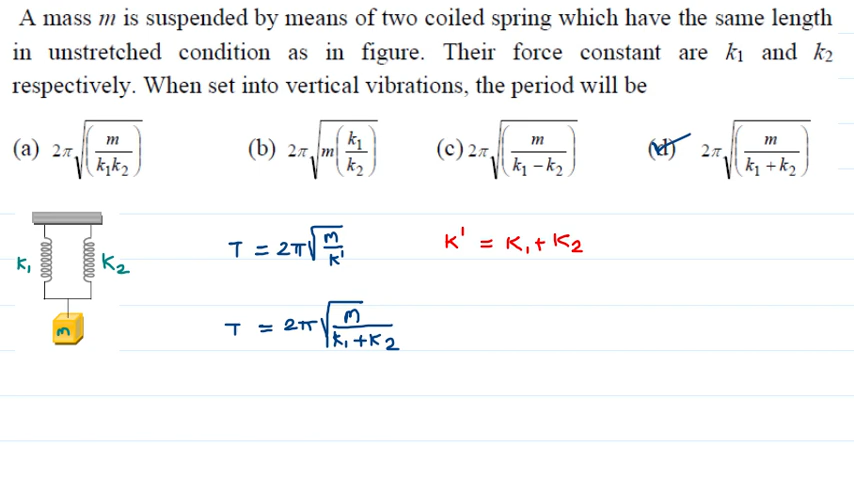 A mass m is suspended by means of two coiled spring which have the same length
in unstretched condition as in figure. Their force constant are k₁ and k₂
respectively. When set into vertical vibrations, the period will be
(a) 2π√(m/(k₁k₂)) (b) 2π√(m(k₁/k₂)) (c) 2π√(m/(k₁ − k₂)) (d) 2π√(m/(k₁ + k₂))
T = 2π√(m/K') K' = K₁ + K₂
K₁ K₂
T = 2π√(m/(K₁ + K₂))
m